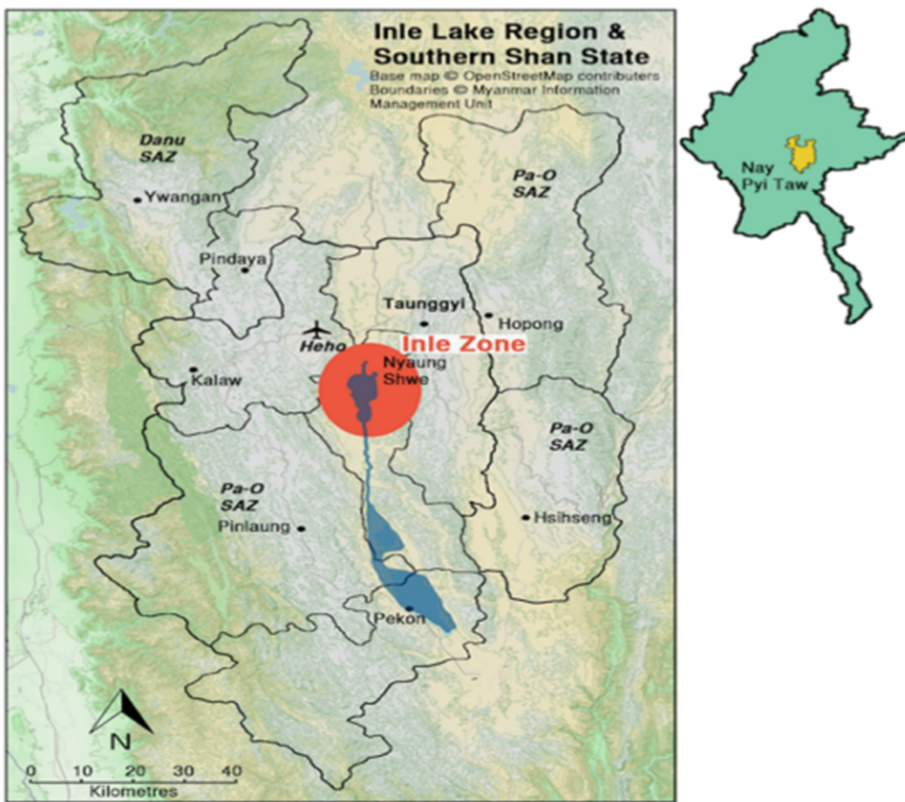 Inle Lake Region &
Southern Shan State
Base map © OpenStreetMap contributers
Boundaries © Myanmar Information
Management Unit
Danu
SAZ
Ywangan
Pa-O
SAZ
Pindaya
Taunggyi
Hopong
Heho
Inle Zone
Nyaung
Shwe
Kalaw
Pa-O
SAZ
Pa-O
SAZ
Pinlaung
Hsihseng
Pekon
N
0 10 20 30 40
Kilometres
Nay
Pyi Taw